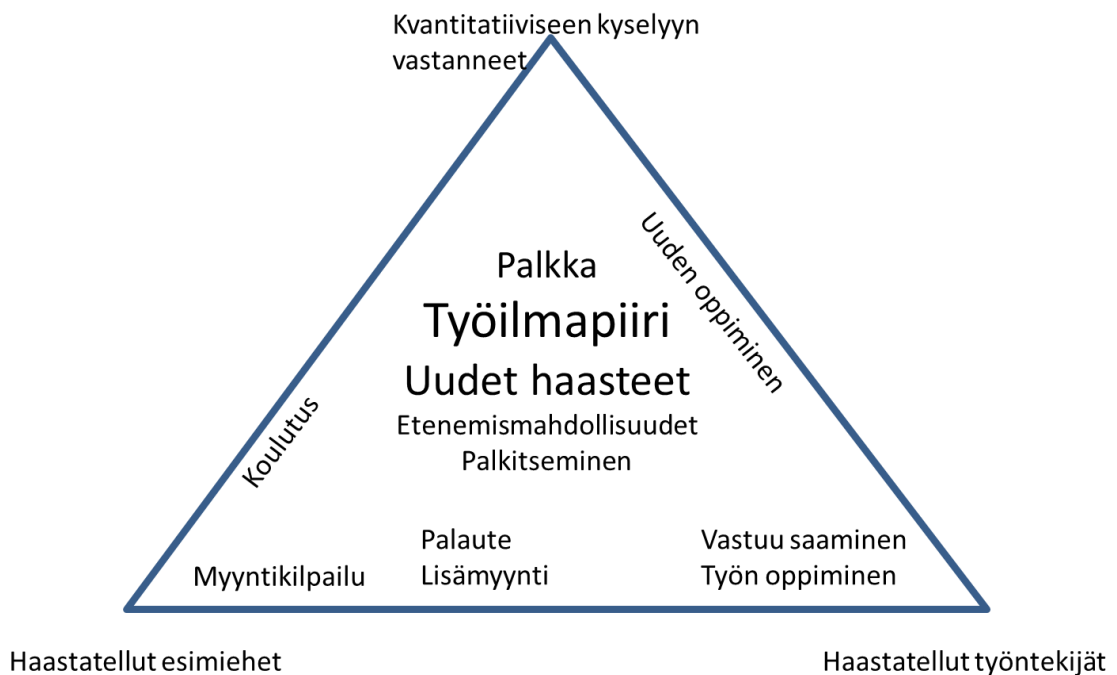 Kvantitatiiviseen kyselyyn
vastanneet
Uuden oppiminen
Palkka
Työilmapiiri
Uudet haasteet
Etenemismahdollisuudet
Palkitseminen
Koulutus
Palaute
Lisämyynti
Vastuu saaminen
Työn oppiminen
Myyntikilpailu
Haastatellut esimiehet
Haastatellut työntekijät